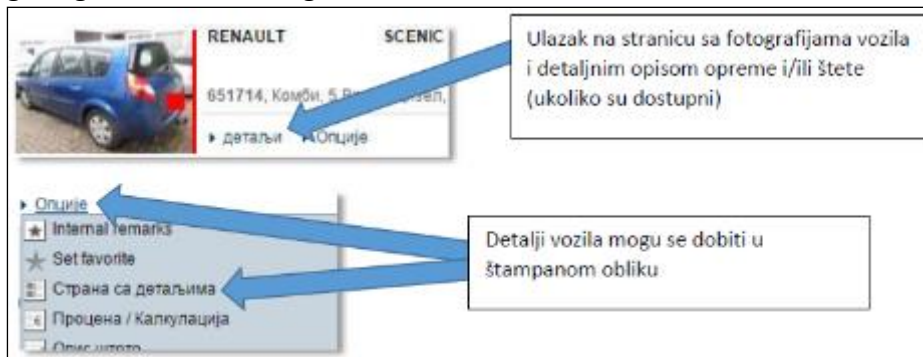 RENAULT SCENIC
651714, Комби, 5
▸ детаљи Опције
Ulazak na stranicu sa fotografijama vozila
i detaljnim opisom opreme i/ili štete
(ukoliko su dostupni)
▸ Опције
Internal remarks
Set favorite
Страна са детаљима
Процена / Калкулација
Detalji vozila mogu se dobiti u
štampanom obliku